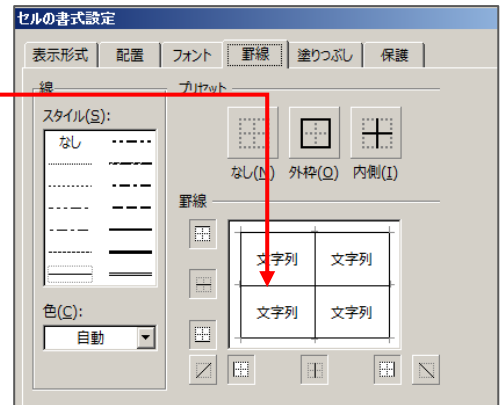 セルの書式設定
表示形式 配置 フォント 罫線 塗りつぶし 保護
線
プリセット
スタイル(S):
なし
なし(N) 外枠(O) 内側(I)
罫線
文字列 文字列
文字列 文字列
色(C):
自動